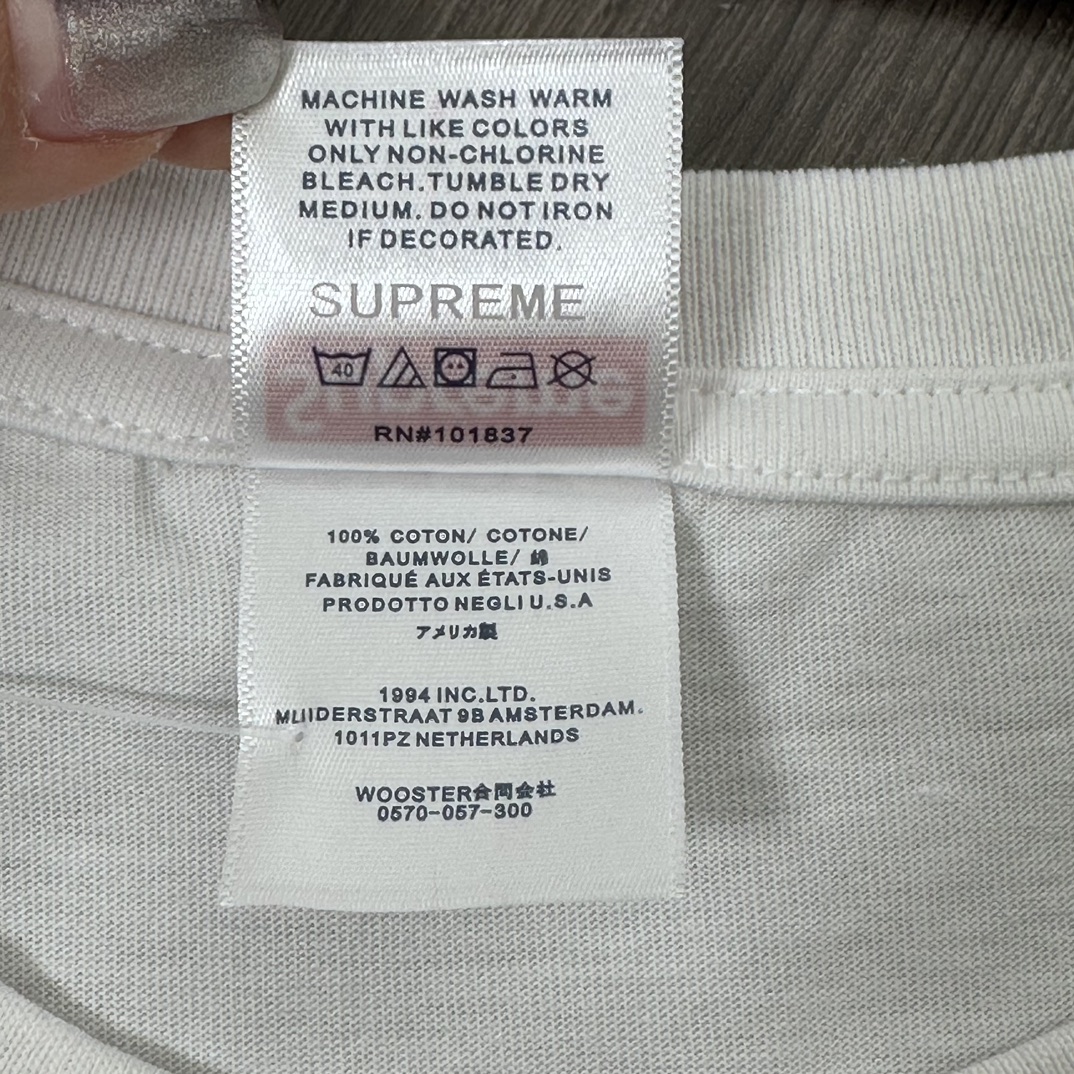 MACHINE WASH WARM
WITH LIKE COLORS
ONLY NON-CHLORINE
BLEACH.TUMBLE DRY
MEDIUM. DO NOT IRON
IF DECORATED.
SUPREME
40
RN#101837
100% COTON/ COTONE/
BAUMWOLLE/ 綿
FABRIQUÉ AUX ÉTATS-UNIS
PRODOTTO NEGLI U.S.A
アメリカ製
1994 INC.LTD.
MUIDERSTRAAT 9B AMSTERDAM.
1011PZ NETHERLANDS
WOOSTER合同会社
0570-057-300